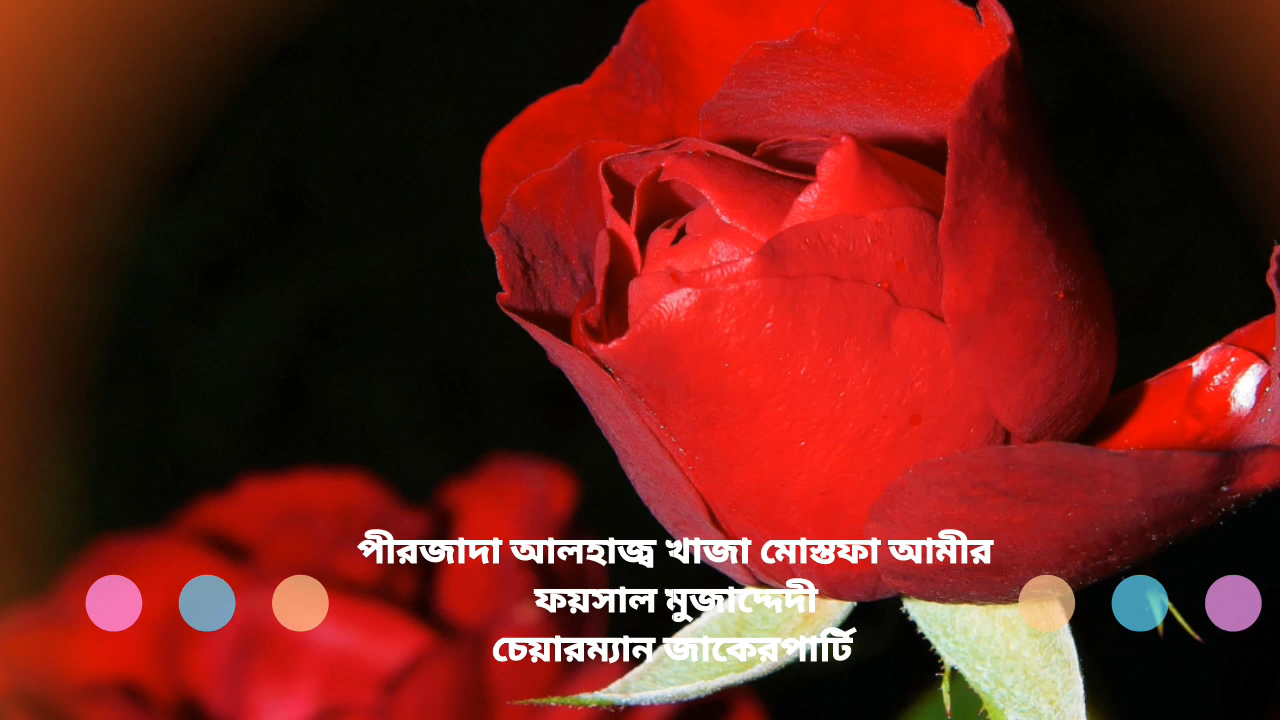 পীরজাদা আলহাজ্ব খাজা মোস্তফা আমীর
ফয়সাল মুজাদ্দেদী
চেয়ারম্যান জাকেরপার্টি